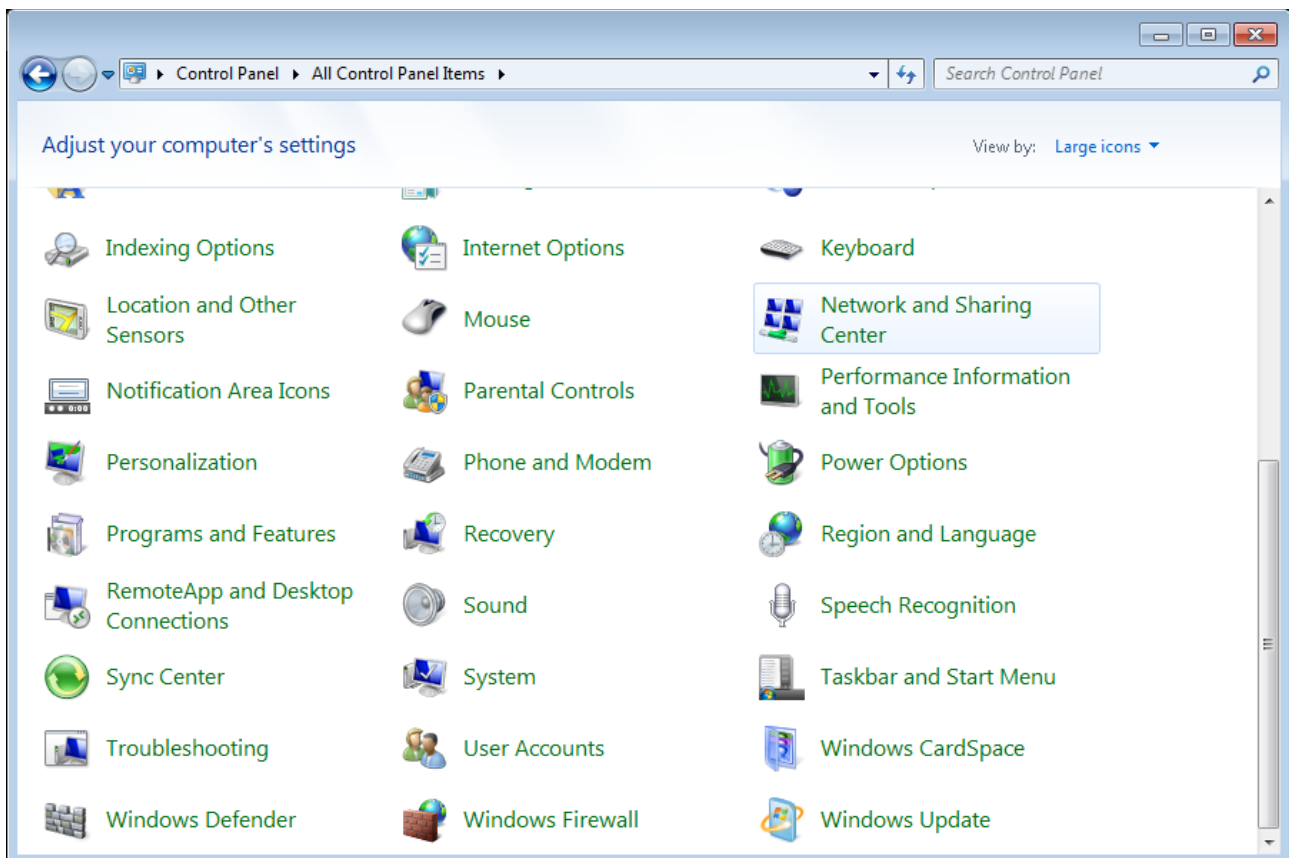 Control Panel All Control Panel Items Search Control Panel
Adjust your computer's settings View by: Large icons
Indexing Options Internet Options Keyboard
Location and Other Sensors Mouse Network and Sharing Center
Notification Area Icons Parental Controls Performance Information and Tools
Personalization Phone and Modem Power Options
Programs and Features Recovery Region and Language
RemoteApp and Desktop Connections Sound Speech Recognition
Sync Center System Taskbar and Start Menu
Troubleshooting User Accounts Windows CardSpace
Windows Defender Windows Firewall Windows Update